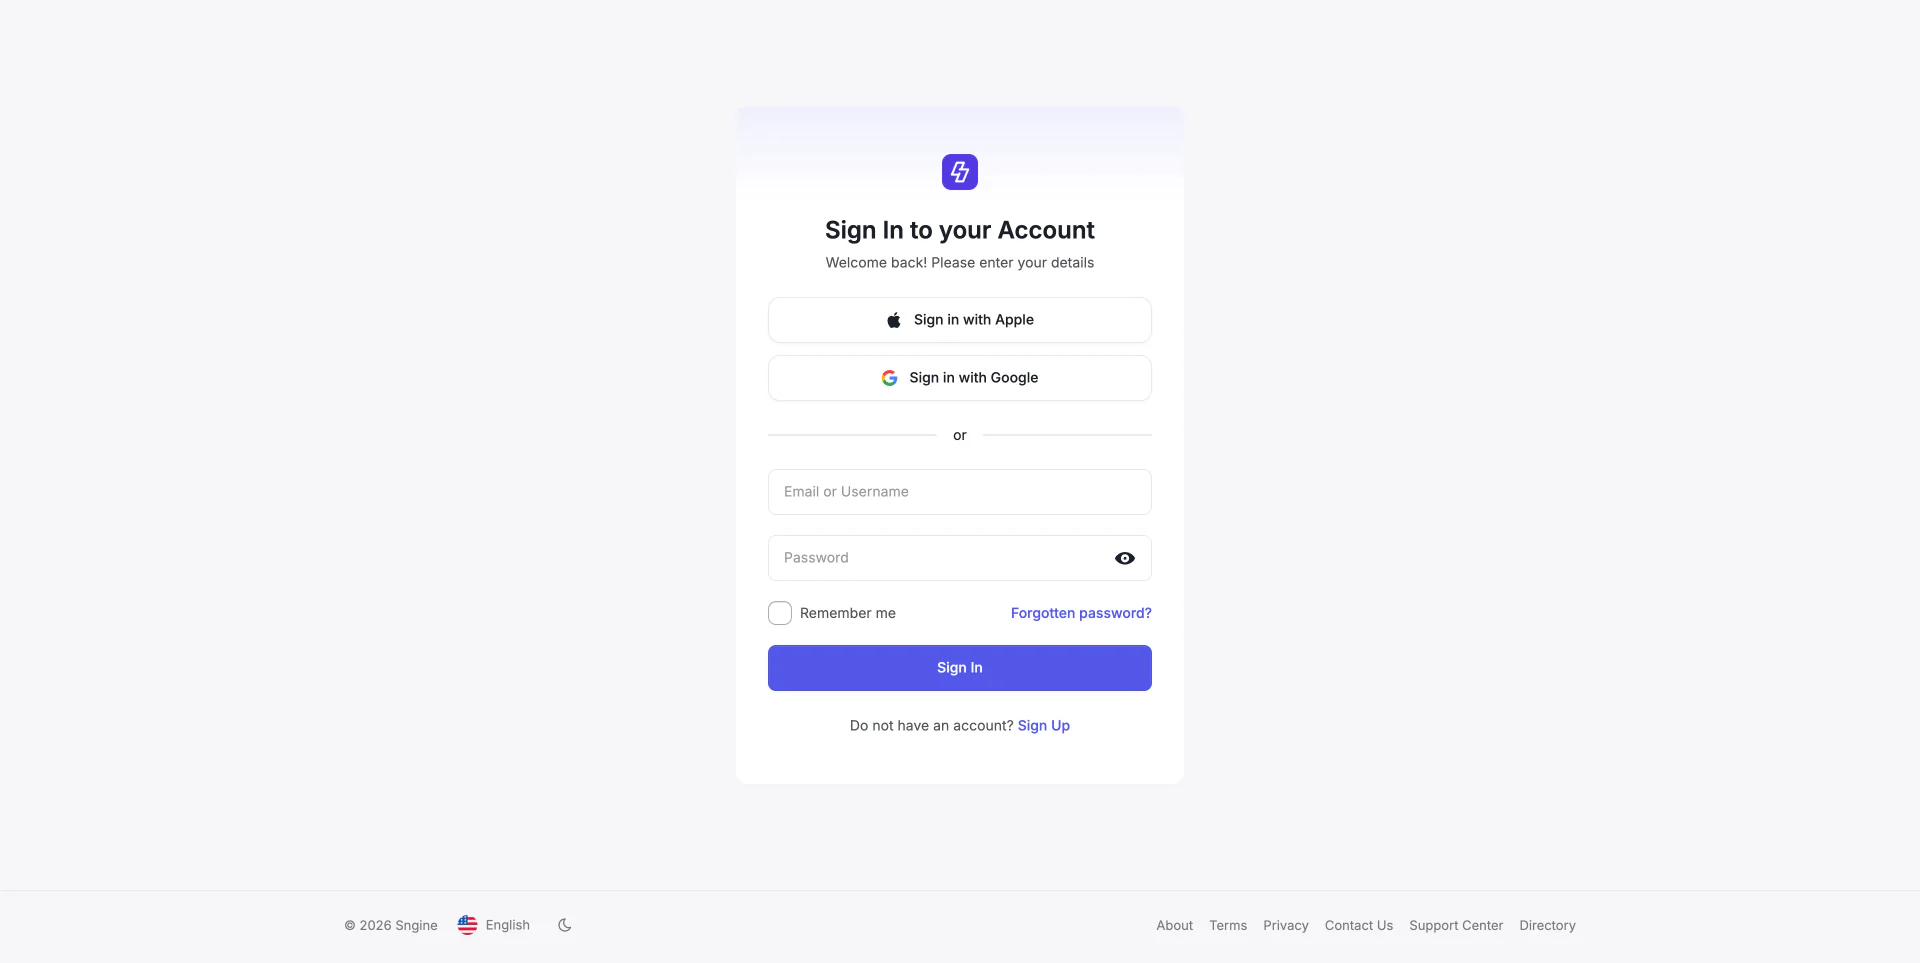 Sign In to your Account
Welcome back! Please enter your details
Sign in with Apple
Sign in with Google
or
Email or Username
Password
Remember me
Forgotten password?
Sign In
Do not have an account? Sign Up
© 2026 Sngine
English
About
Terms
Privacy
Contact Us
Support Center
Directory